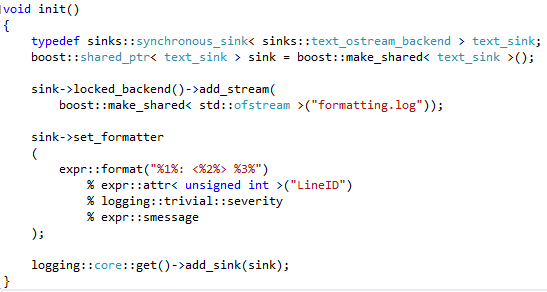 void init()
{
    typedef sinks::synchronous_sink< sinks::text_ostream_backend > text_sink;
    boost::shared_ptr< text_sink > sink = boost::make_shared< text_sink >();

    sink->locked_backend()->add_stream(
        boost::make_shared< std::ofstream >("formatting.log"));

    sink->set_formatter
    (
        expr::format("%1%: <%2%> %3%")
            % expr::attr< unsigned int >("LineID")
            % logging::trivial::severity
            % expr::smessage
    );

    logging::core::get()->add_sink(sink);
}